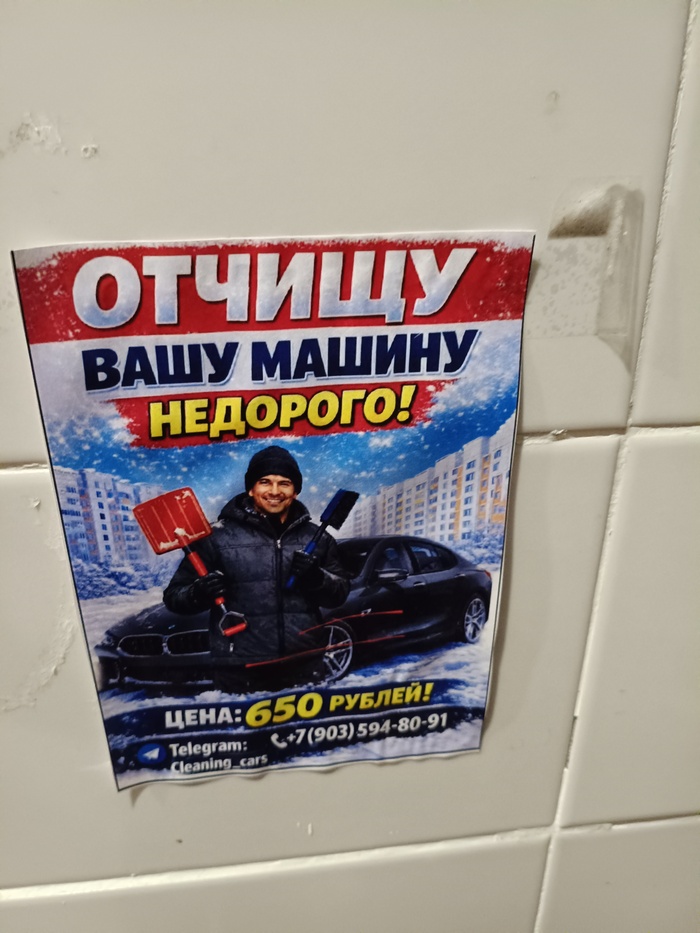 ОТЧИЩУ
ВАШУ МАШИНУ
НЕДОРОГО!
ЦЕНА: 650 РУБЛЕЙ!
Telegram: +7(903) 594-80-91
Cleaning_cars